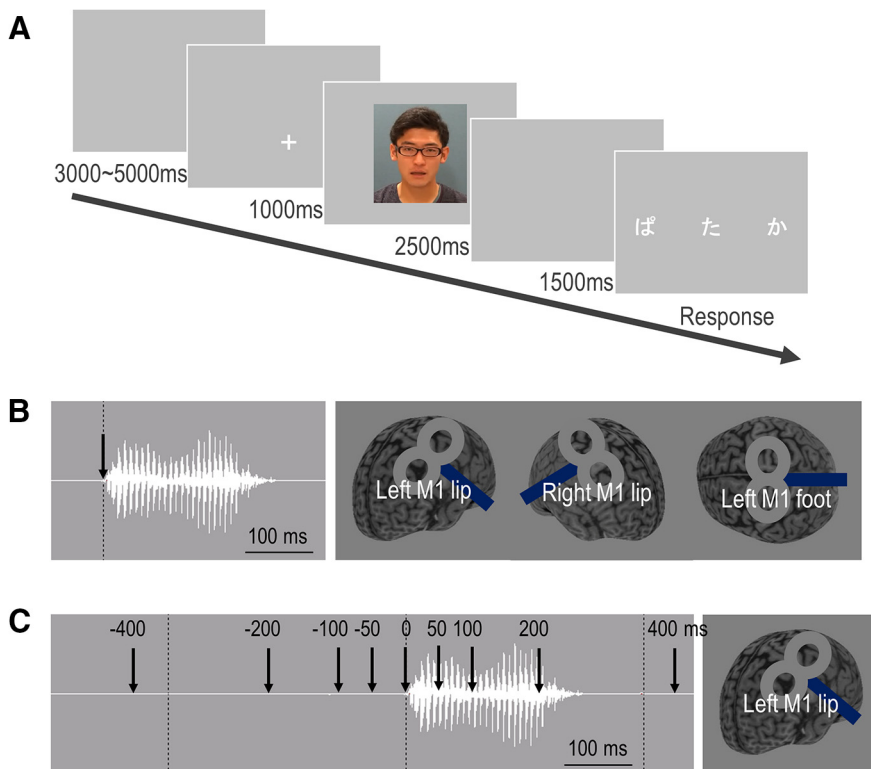 A
3000~5000ms
1000ms
2500ms
1500ms
ぱ た か
Response
B
100 ms
Left M1 lip
Right M1 lip
Left M1 foot
C
-400 -200 -100 -50 0 50 100 200 400 ms
100 ms
Left M1 lip